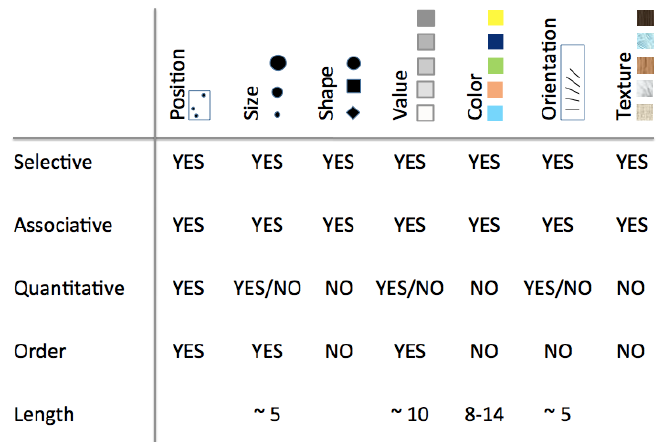 Position Size Shape Value Color Orientation Texture
Selective YES YES YES YES YES YES YES
Associative YES YES YES YES YES YES YES
Quantitative YES YES/NO NO YES/NO NO YES/NO NO
Order YES YES NO YES NO NO NO
Length ~ 5 ~ 10 8-14 ~ 5